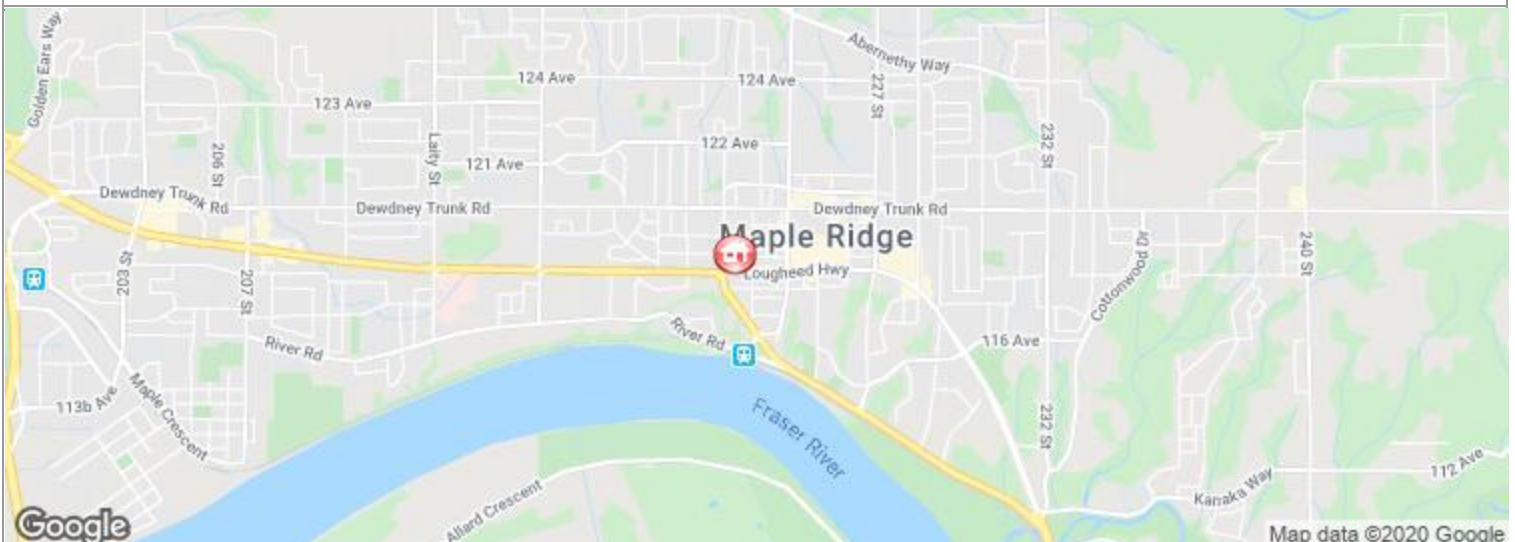 Golden Ears Way
Abernethy Way
124 Ave
124 Ave
227 St
123 Ave
122 Ave
232 St
206 St
Laity St
121 Ave
Dewdney Trunk Rd
Dewdney Trunk Rd
Dewdney Trunk Rd
Maple Ridge
203 St
207 St
Lougheed Hwy
Cottonwood Dr
240 St
River Rd
River Rd
116 Ave
113b Ave
Maple Crescent
Fraser River
232 St
112 Ave
Kanaka Way
Allard Crescent
Google
Map data ©2020 Google